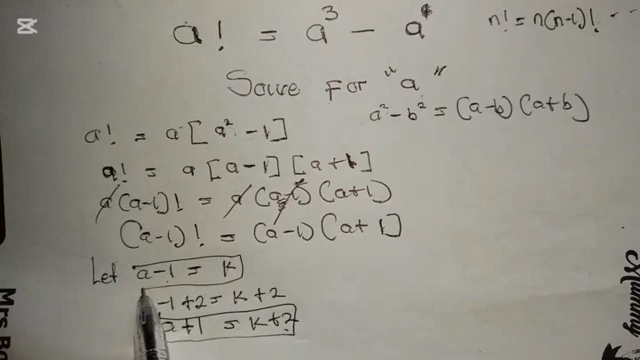 a! = a³ - a
n! = n(n-1)! - - -
Solve for "a"
a² - b² = (a-b)(a+b)
a! = a[a² - 1]
a! = a[a-1][a+1]
a(a-1)! = a(a-1)(a+1)
(a-1)! = (a-1)(a+1]
Let a-1 = k
-1+2 = k+2
a+1 = k+2